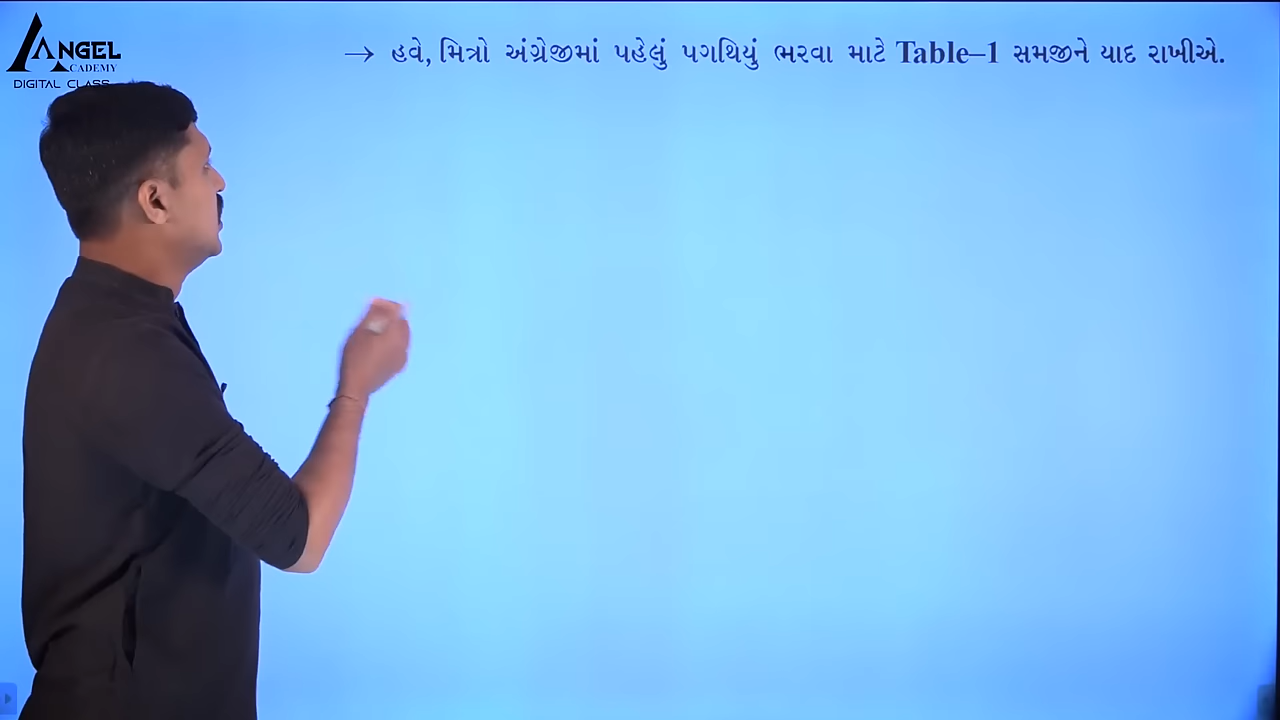 ANGEL
ACADEMY
DIGITAL CLASS
→ હવે, મિત્રો અંગ્રેજીમાં પહેલું પગથિયું ભરવા માટે Table–1 સમજીને યાદ રાખીએ.